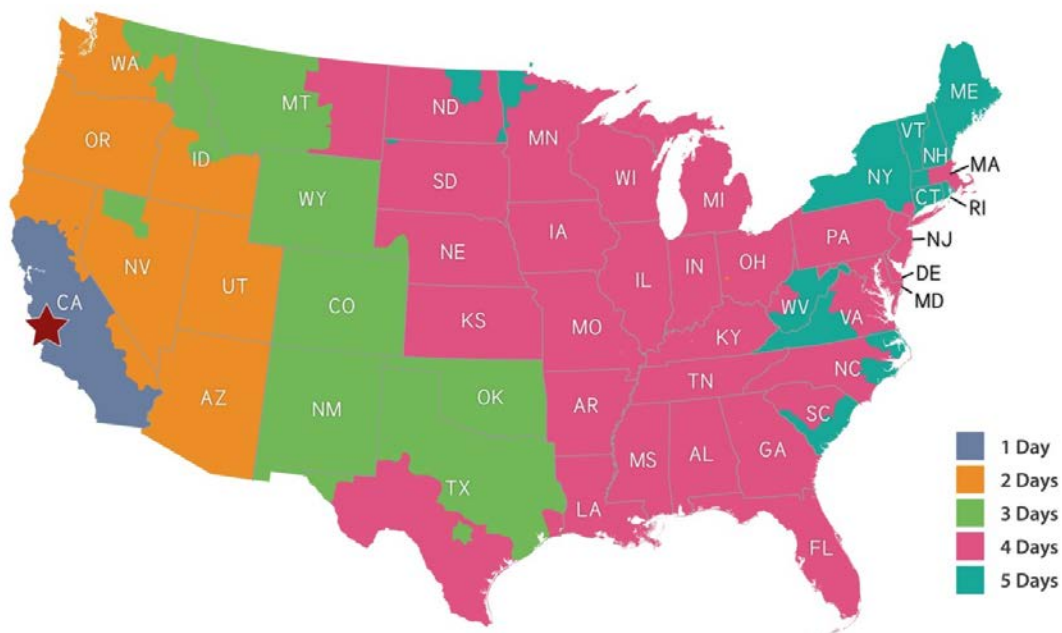 WA
MT
ND
ME
OR
ID
MN
VT
NH
MA
WY
SD
WI
MI
NY
CT
RI
NV
UT
NE
IA
PA
NJ
CA
CO
IL
IN
OH
DE
MD
KS
MO
WV
VA
KY
AZ
NM
OK
AR
TN
NC
SC
TX
MS
AL
GA
LA
FL
1 Day
2 Days
3 Days
4 Days
5 Days